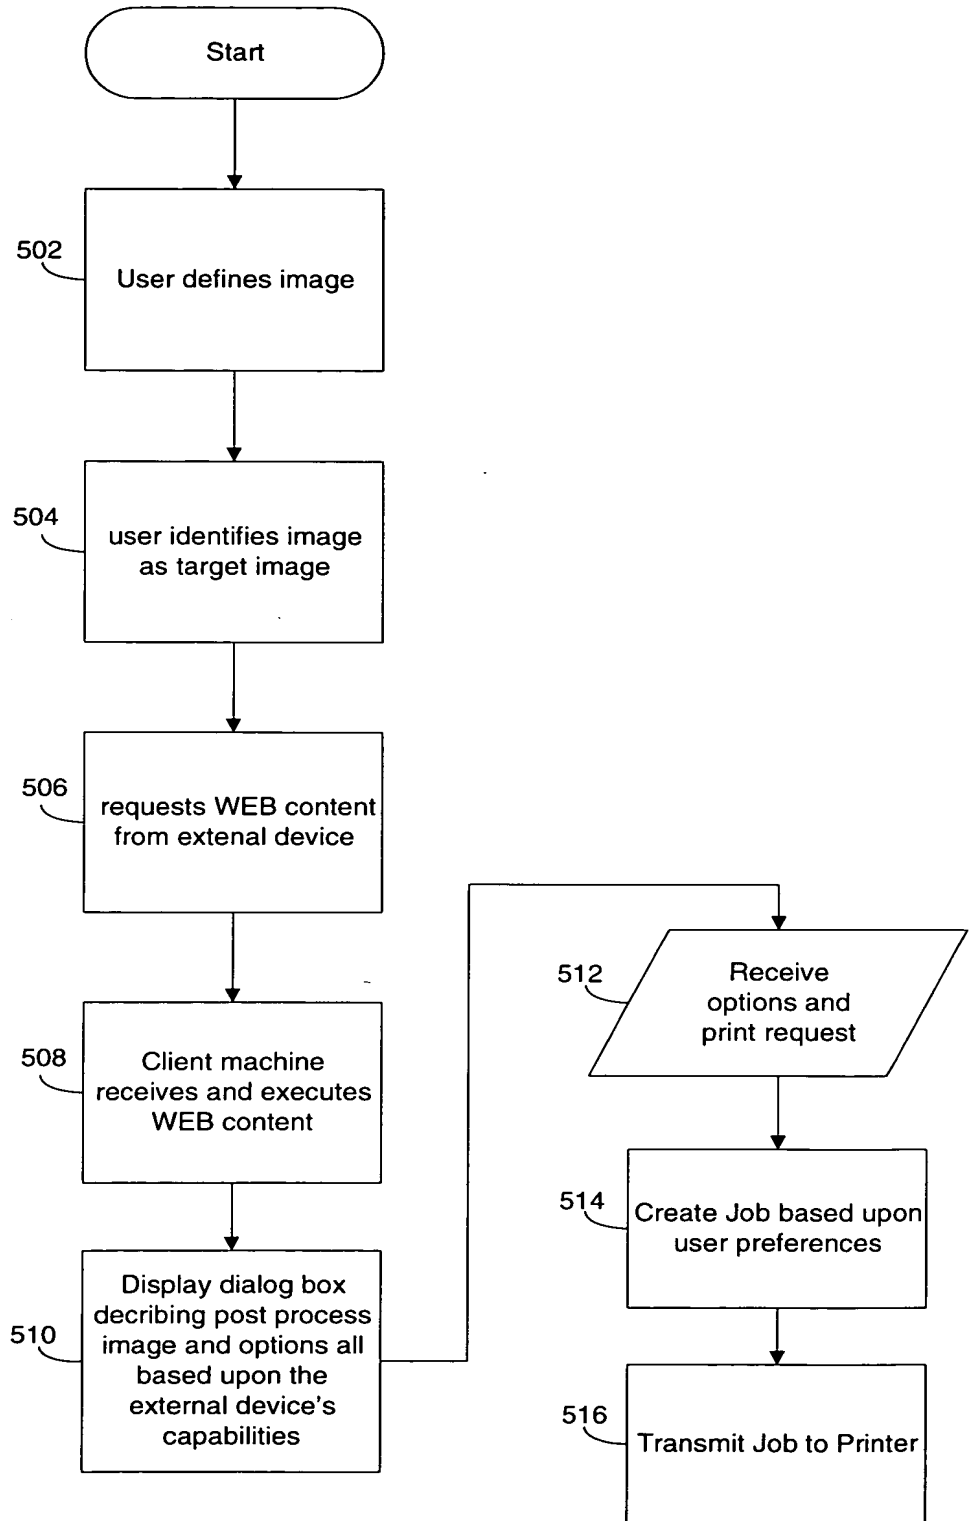 Start
502
User defines image
504
user identifies image
as target image
506
requests WEB content
from extenal device
508
Client machine
receives and executes
WEB content
510
Display dialog box
decribing post process
image and options all
based upon the
external device's
capabilities
512
Receive
options and
print request
514
Create Job based upon
user preferences
516
Transmit Job to Printer